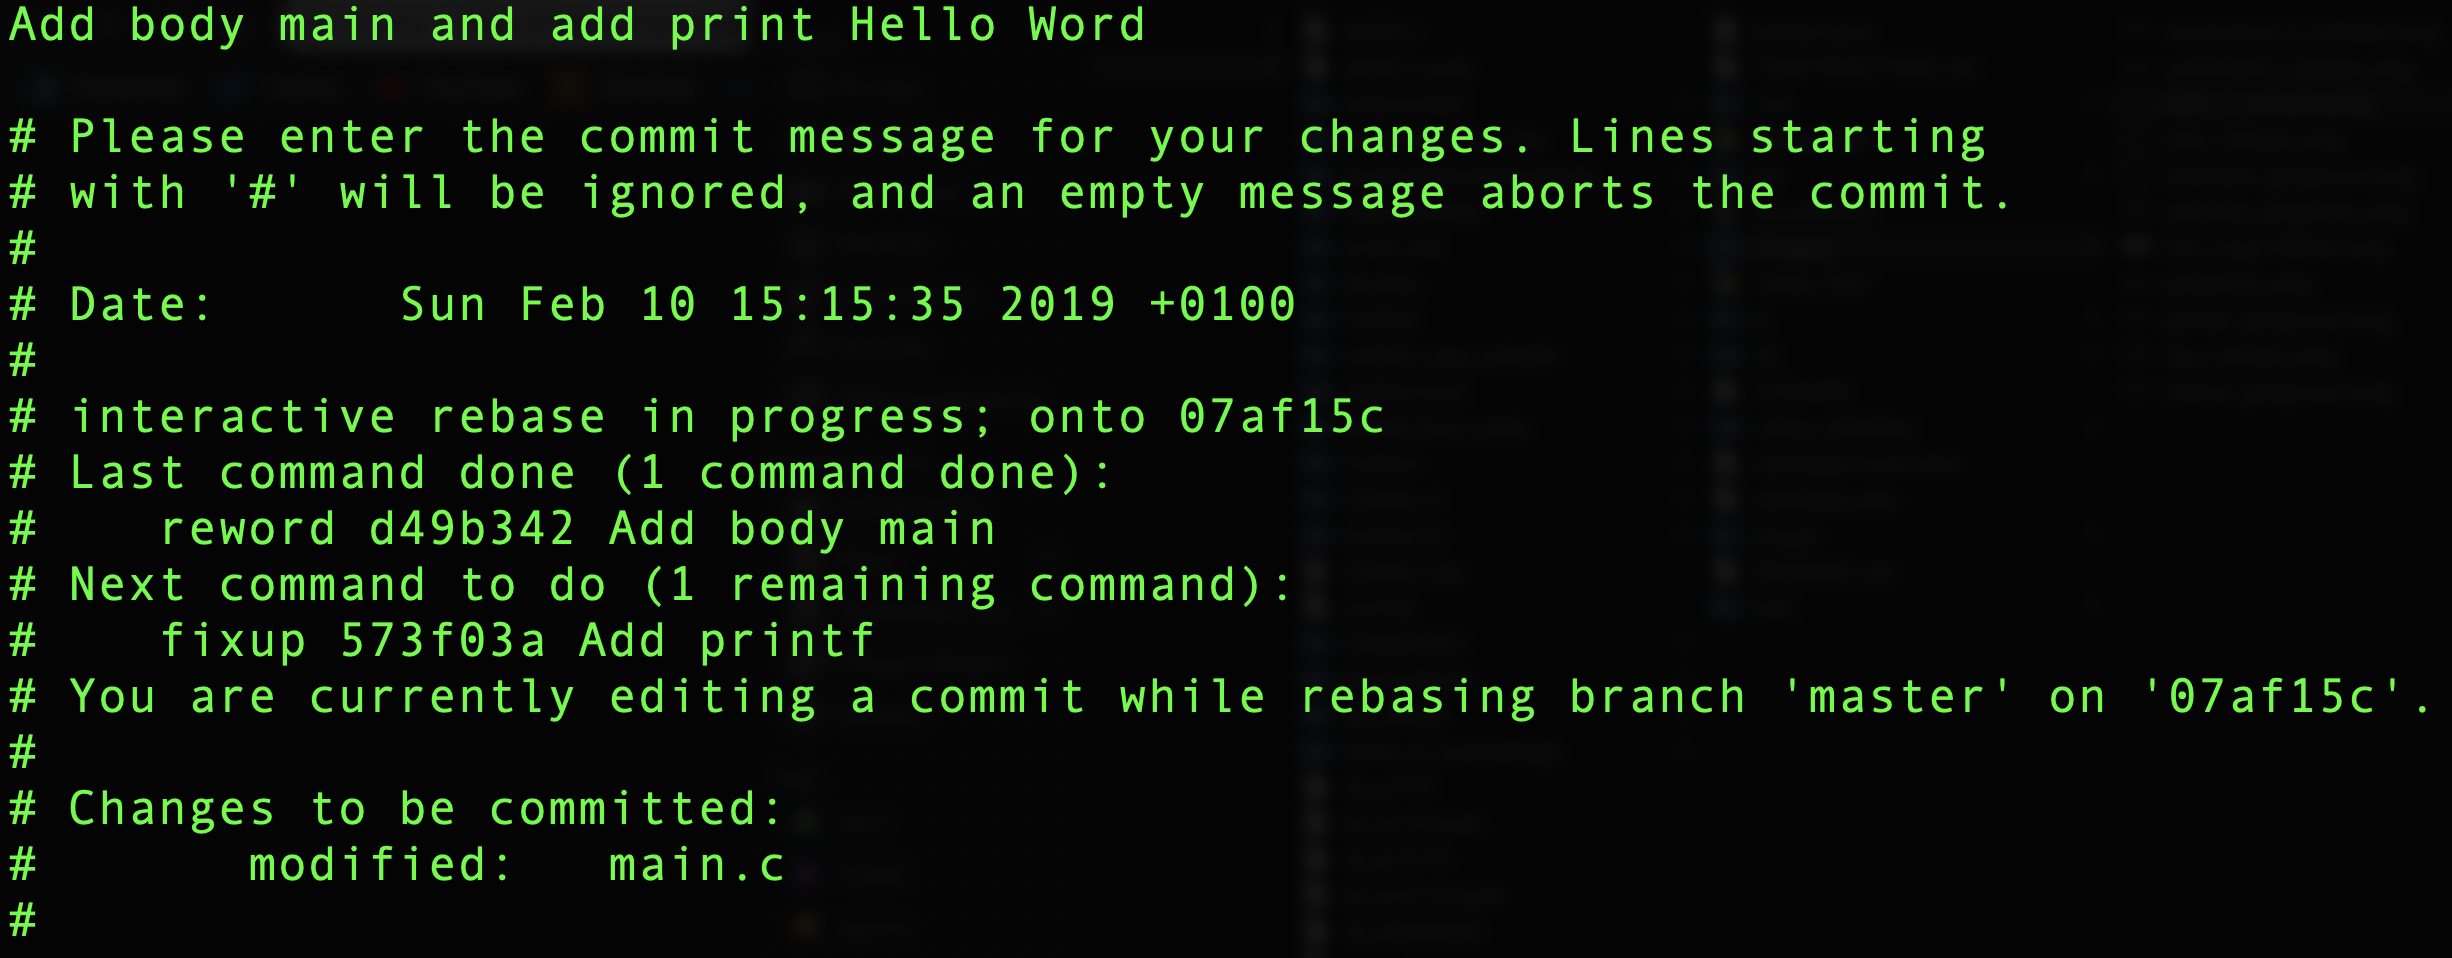 Add body main and add print Hello Word
# Please enter the commit message for your changes. Lines starting
# with '#' will be ignored, and an empty message aborts the commit.
#
# Date:      Sun Feb 10 15:15:35 2019 +0100
#
# interactive rebase in progress; onto 07af15c
# Last command done (1 command done):
#    reword d49b342 Add body main
# Next command to do (1 remaining command):
#    fixup 573f03a Add printf
# You are currently editing a commit while rebasing branch 'master' on '07af15c'.
#
# Changes to be committed:
#       modified:   main.c
#